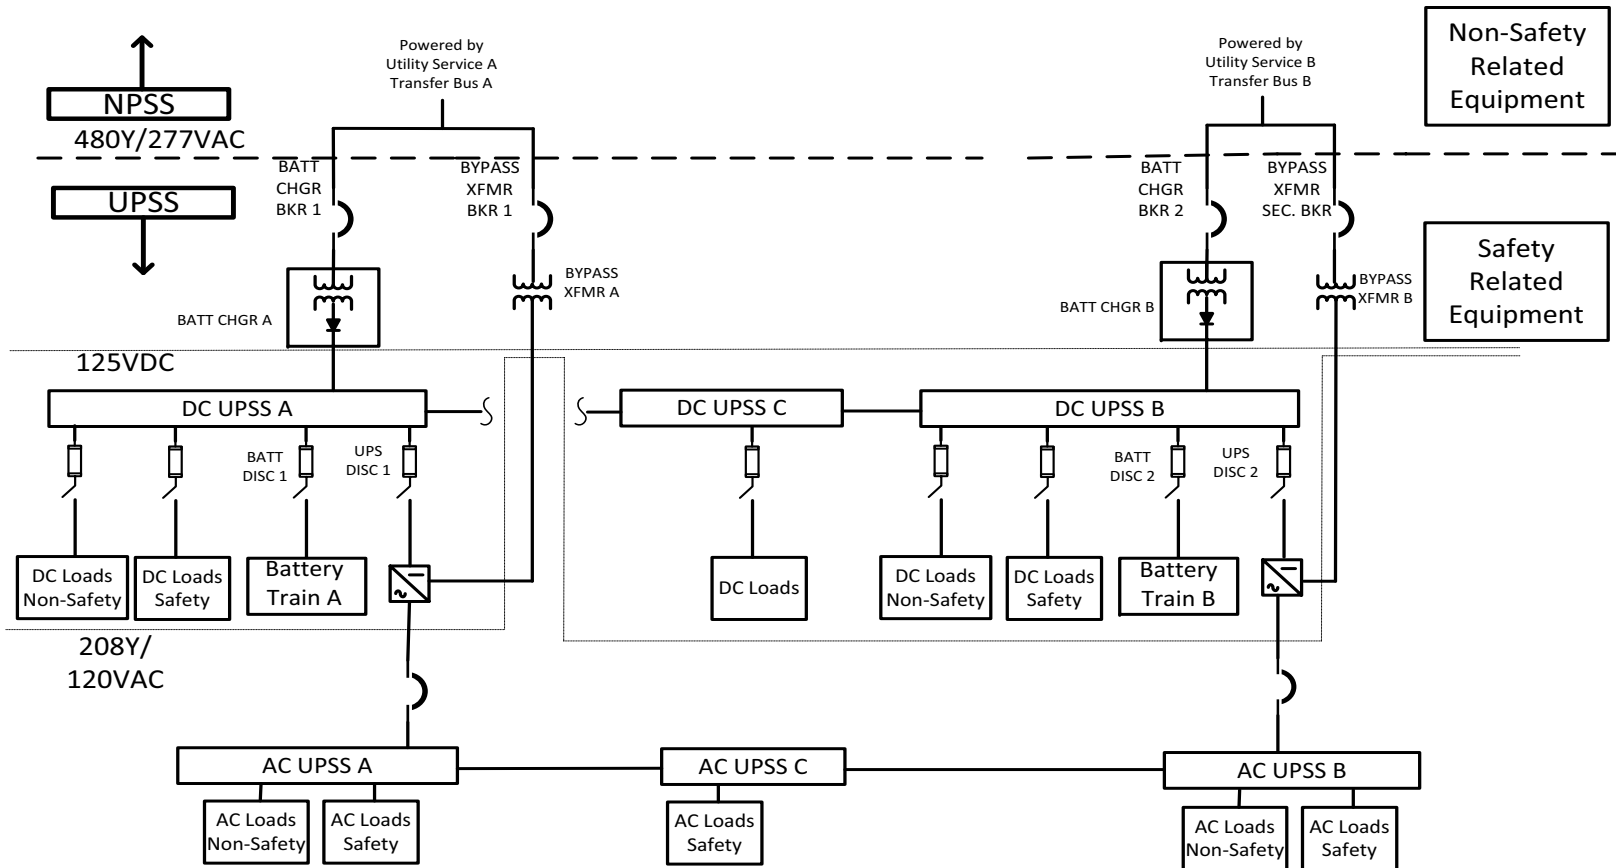 Powered by
Utility Service A
Transfer Bus A
Powered by
Utility Service B
Transfer Bus B
Non-Safety
Related
Equipment
NPSS
480Y/277VAC
UPSS
BATT
CHGR
BKR 1
BYPASS
XFMR
BKR 1
BATT
CHGR
BKR 2
BYPASS
XFMR
SEC. BKR
Safety
Related
Equipment
BATT CHGR A
BYPASS
XFMR A
BATT CHGR B
BYPASS
XFMR B
125VDC
DC UPSS A
DC UPSS C
DC UPSS B
BATT
DISC 1
UPS
DISC 1
BATT
DISC 2
UPS
DISC 2
DC Loads
Non-Safety
DC Loads
Safety
Battery
Train A
DC Loads
DC Loads
Non-Safety
DC Loads
Safety
Battery
Train B
208Y/
120VAC
AC UPSS A
AC UPSS C
AC UPSS B
AC Loads
Non-Safety
AC Loads
Safety
AC Loads
Safety
AC Loads
Non-Safety
AC Loads
Safety